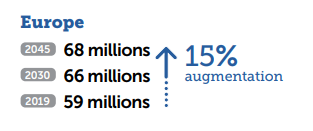 Europe
2045 68 millions
2030 66 millions
2019 59 millions
15%
augmentation